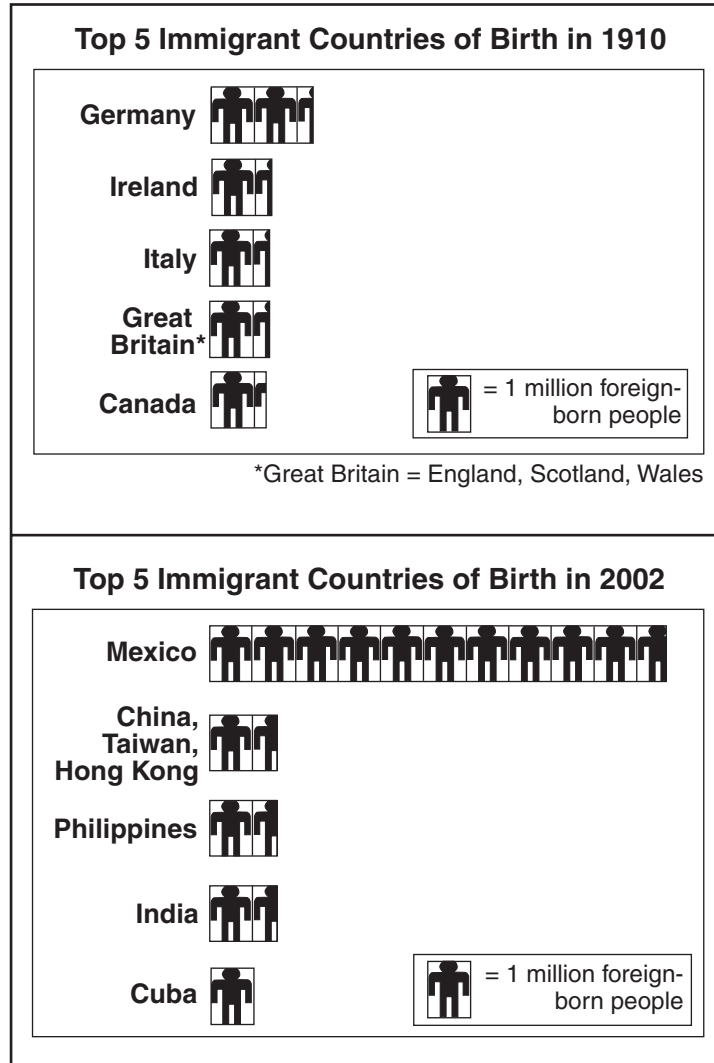 Top 5 Immigrant Countries of Birth in 1910
Germany
Ireland
Italy
Great
Britain*
Canada
= 1 million foreign-
born people
*Great Britain = England, Scotland, Wales
Top 5 Immigrant Countries of Birth in 2002
Mexico
China,
Taiwan,
Hong Kong
Philippines
India
Cuba
= 1 million foreign-
born people